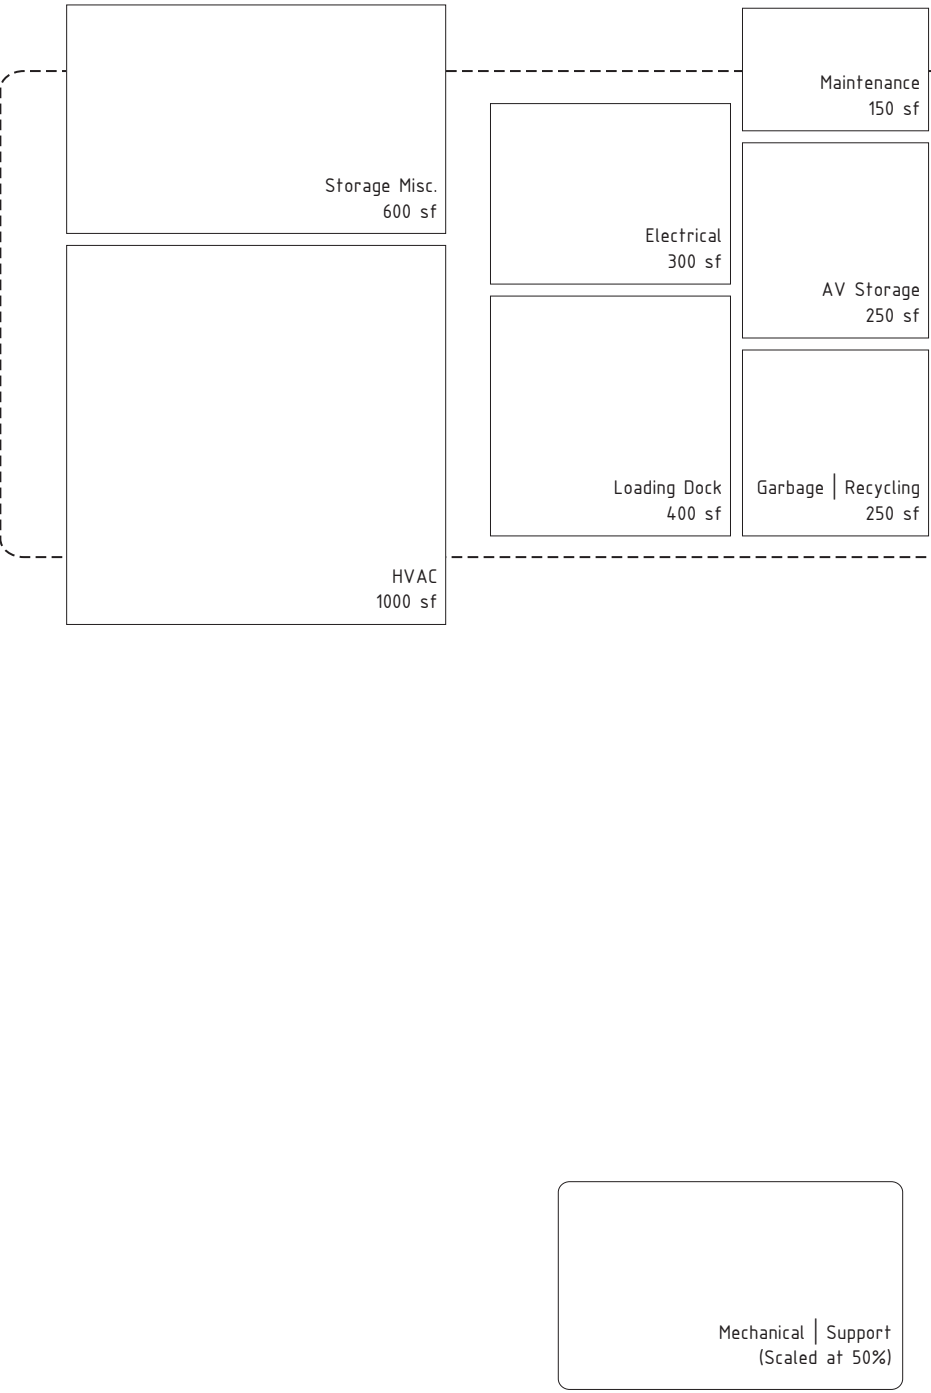 Maintenance
150 sf
Storage Misc.
600 sf
Electrical
300 sf
AV Storage
250 sf
Loading Dock
400 sf
Garbage | Recycling
250 sf
HVAC
1000 sf
Mechanical | Support
(Scaled at 50%)